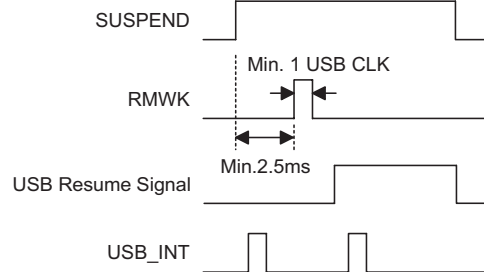 SUSPEND
Min. 1 USB CLK
RMWK
Min.2.5ms
USB Resume Signal
USB_INT